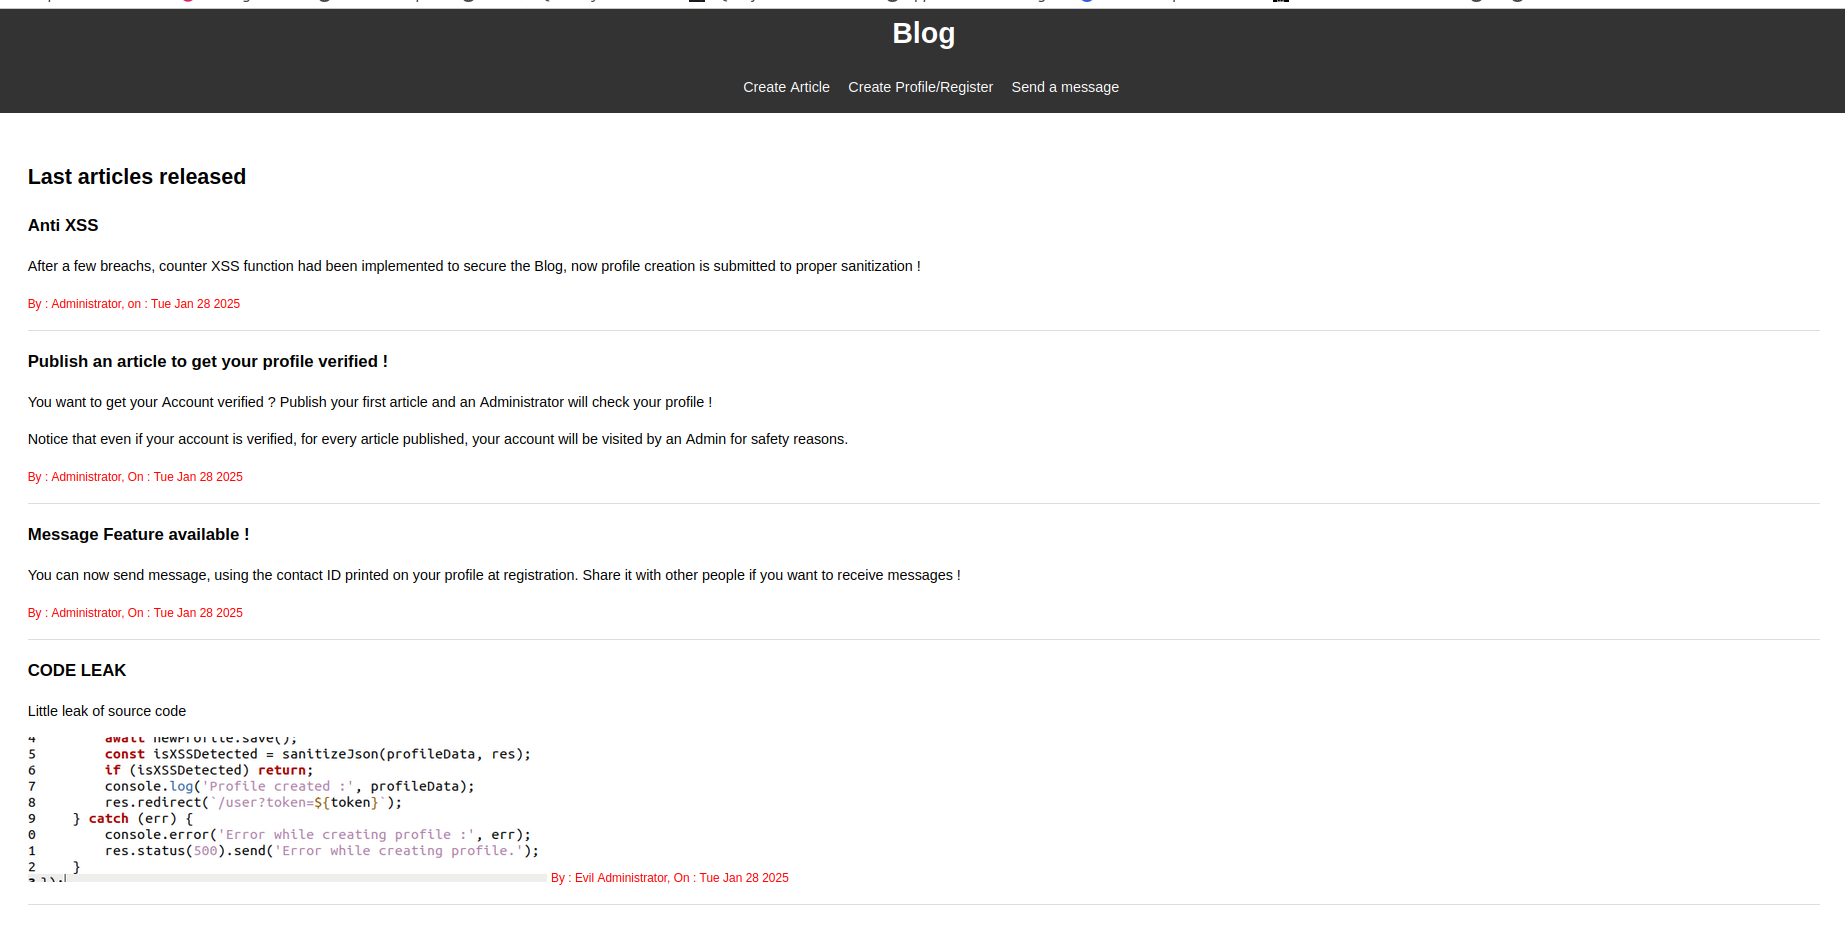 Blog
Create Article Create Profile/Register Send a message
Last articles released
Anti XSS
After a few breachs, counter XSS function had been implemented to secure the Blog, now profile creation is submitted to proper sanitization !
By : Administrator, on : Tue Jan 28 2025
Publish an article to get your profile verified !
You want to get your Account verified ? Publish your first article and an Administrator will check your profile !
Notice that even if your account is verified, for every article published, your account will be visited by an Admin for safety reasons.
By : Administrator, On : Tue Jan 28 2025
Message Feature available !
You can now send message, using the contact ID printed on your profile at registration. Share it with other people if you want to receive messages !
By : Administrator, On : Tue Jan 28 2025
CODE LEAK
Little leak of source code
4 await newProfile.save();
5 const isXSSDetected = sanitizeJson(profileData, res);
6 if (isXSSDetected) return;
7 console.log('Profile created :', profileData);
8 res.redirect(`/user?token=${token}`);
9 } catch (err) {
0 console.error('Error while creating profile :', err);
1 res.status(500).send('Error while creating profile.');
2 }
});
By : Evil Administrator, On : Tue Jan 28 2025